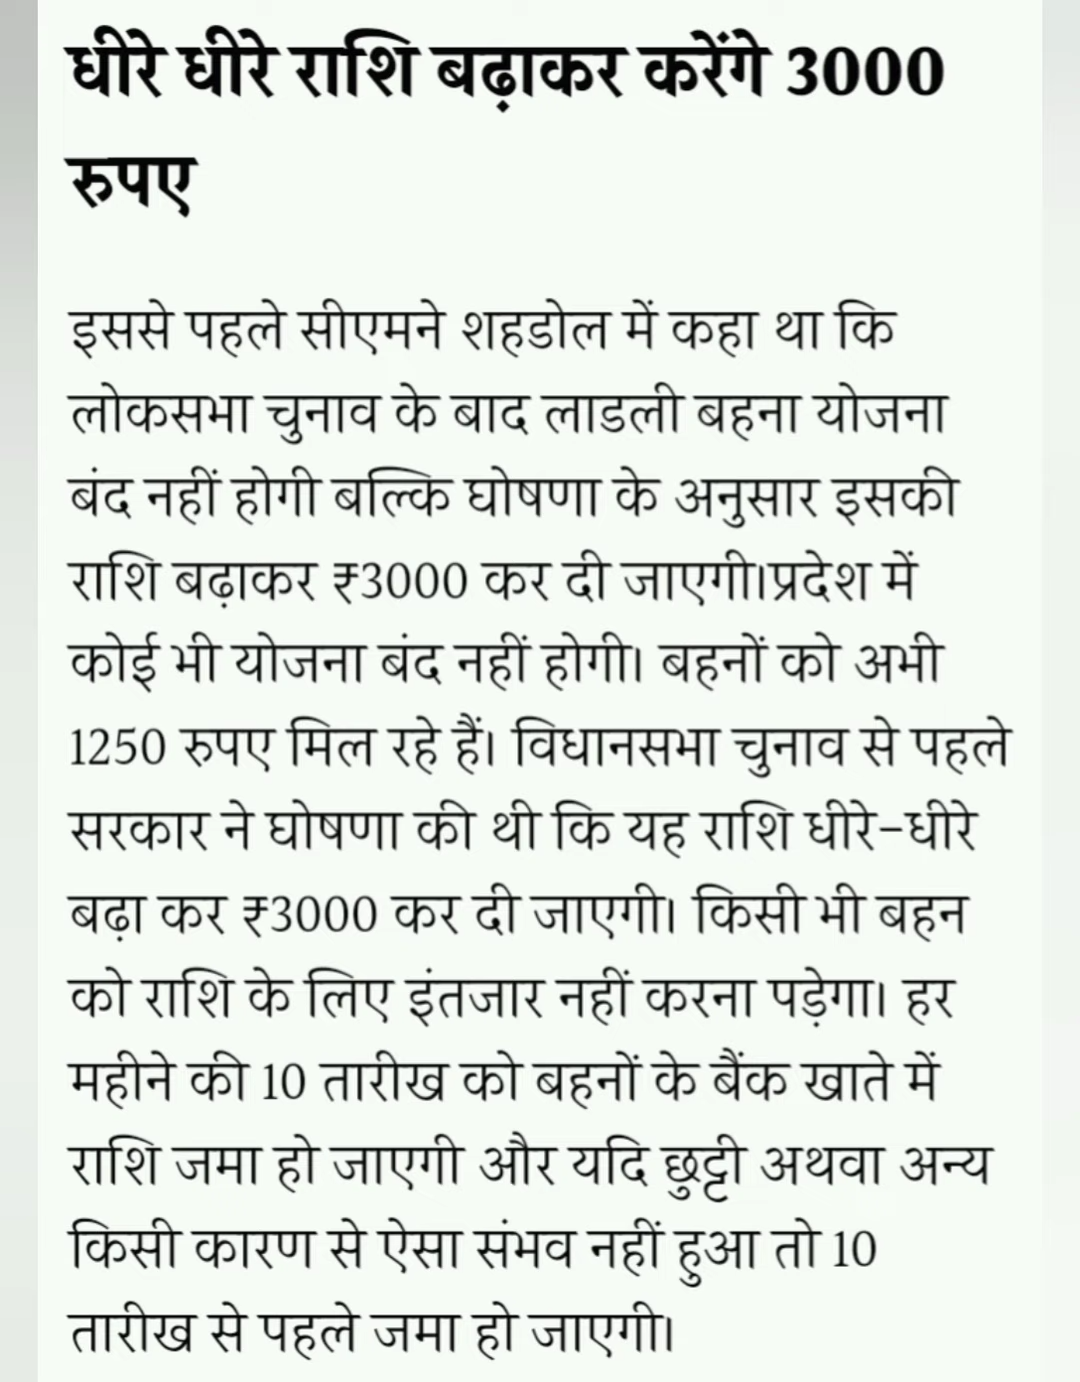 धीरे धीरे राशि बढ़ाकर करेंगे 3000
रुपए
इससे पहले सीएमने शहडोल में कहा था कि
लोकसभा चुनाव के बाद लाडली बहना योजना
बंद नहीं होगी बल्कि घोषणा के अनुसार इसकी
राशि बढ़ाकर ₹3000 कर दी जाएगी।प्रदेश में
कोई भी योजना बंद नहीं होगी। बहनों को अभी
1250 रुपए मिल रहे हैं। विधानसभा चुनाव से पहले
सरकार ने घोषणा की थी कि यह राशि धीरे-धीरे
बढ़ा कर ₹3000 कर दी जाएगी। किसी भी बहन
को राशि के लिए इंतजार नहीं करना पड़ेगा। हर
महीने की 10 तारीख को बहनों के बैंक खाते में
राशि जमा हो जाएगी और यदि छुट्टी अथवा अन्य
किसी कारण से ऐसा संभव नहीं हुआ तो 10
तारीख से पहले जमा हो जाएगी।